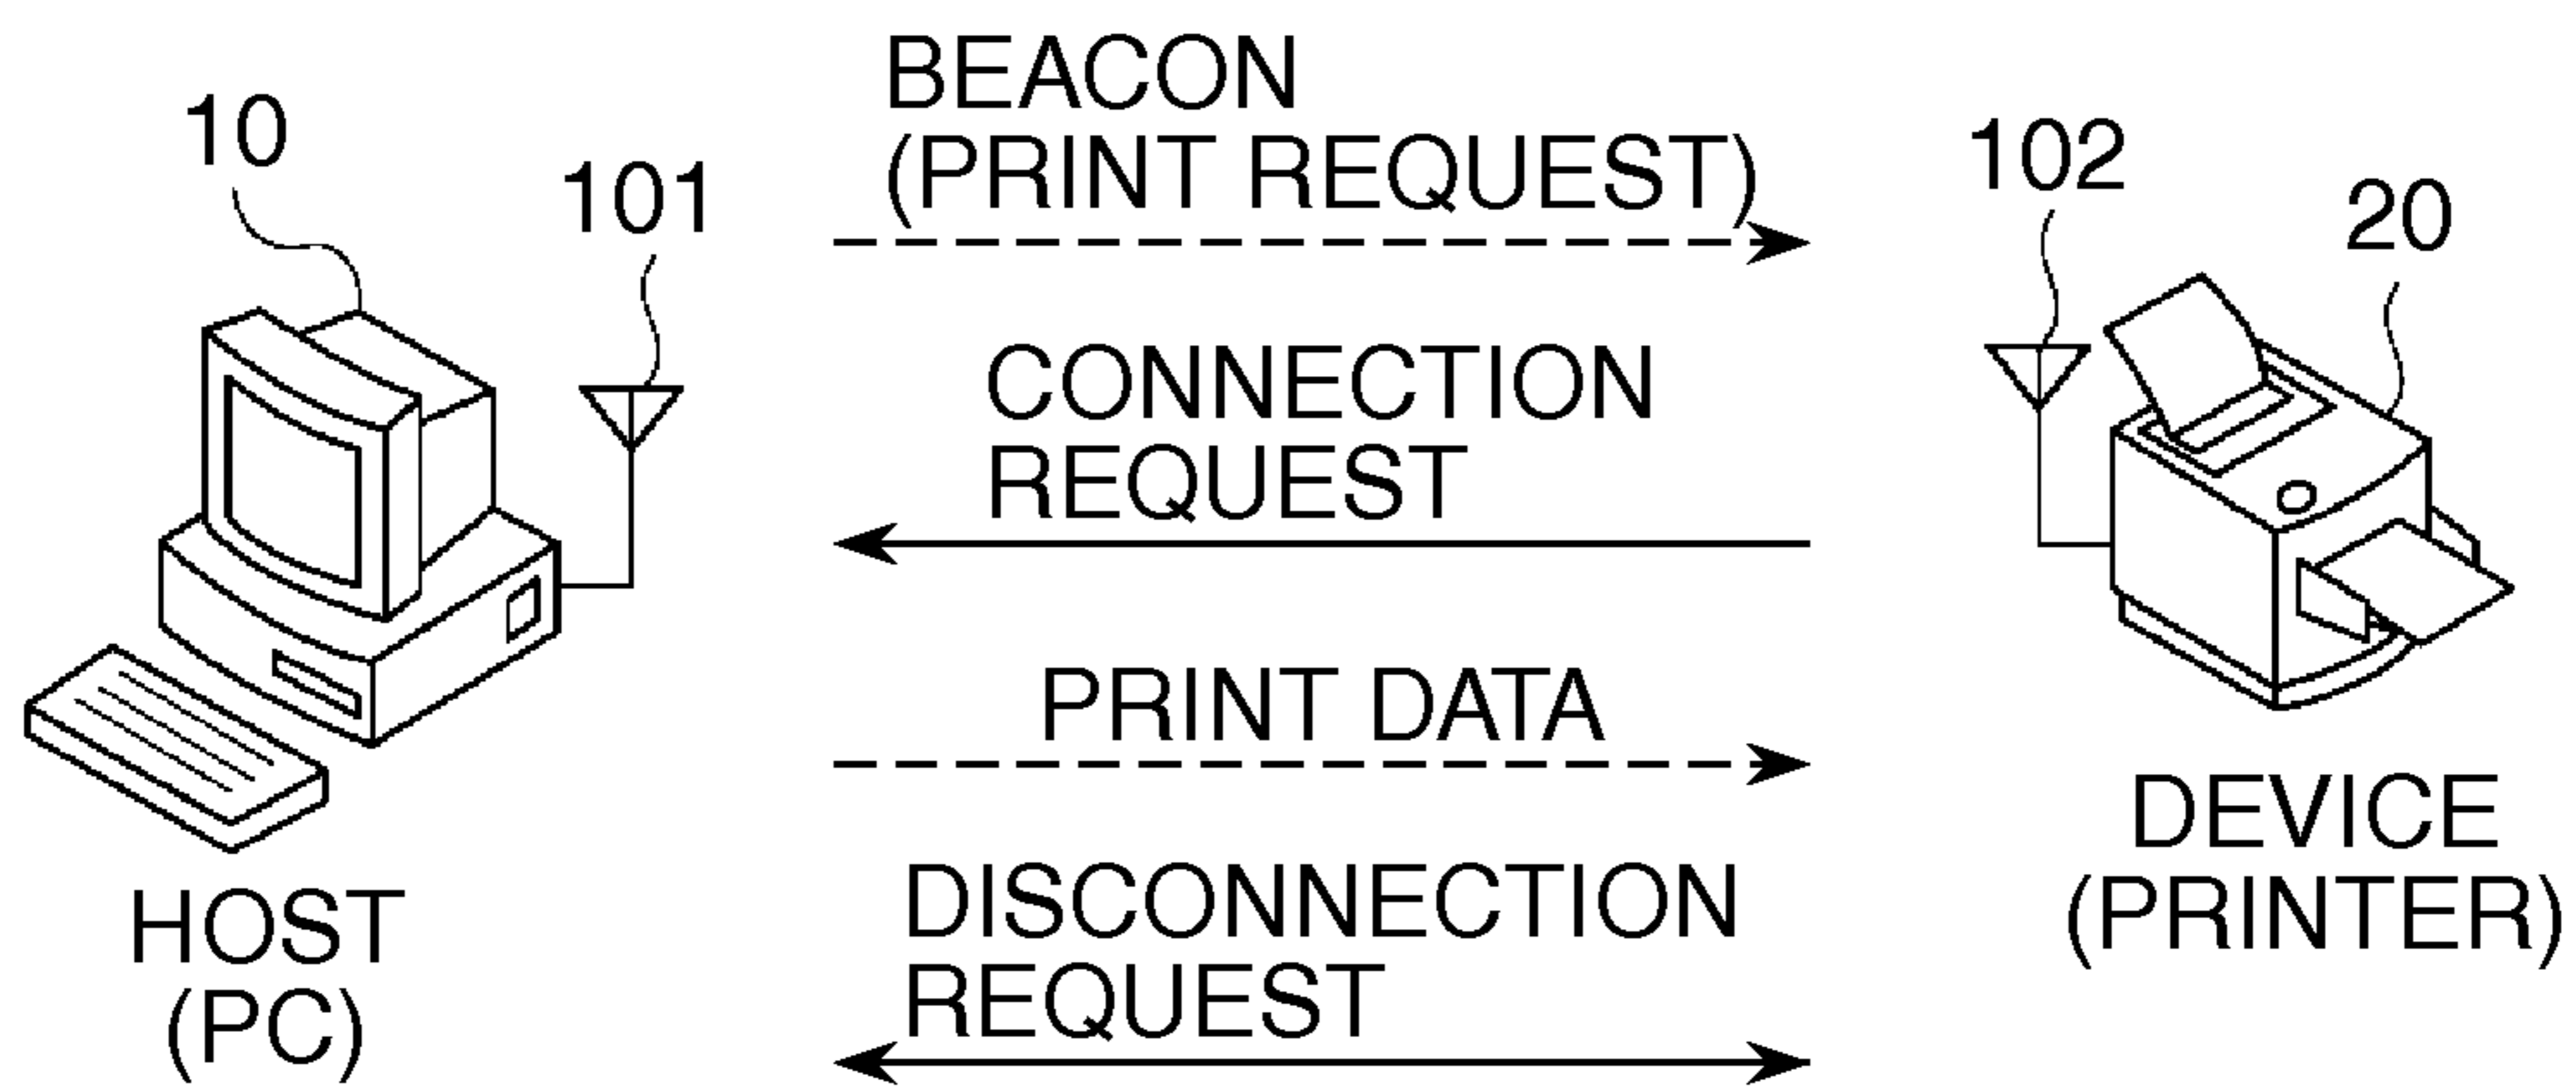 10
101
BEACON
(PRINT REQUEST)
102
20
CONNECTION
REQUEST
PRINT DATA
DISCONNECTION
REQUEST
HOST
(PC)
DEVICE
(PRINTER)